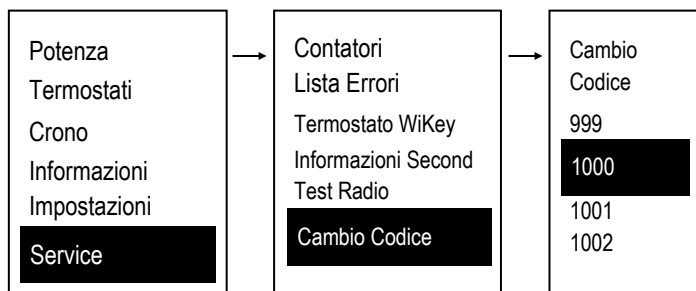 Potenza
Termostati
Crono
Informazioni
Impostazioni
Service
Contatori
Lista Errori
Termostato WiKey
Informazioni Second
Test Radio
Cambio Codice
Cambio
Codice
999
1000
1001
1002